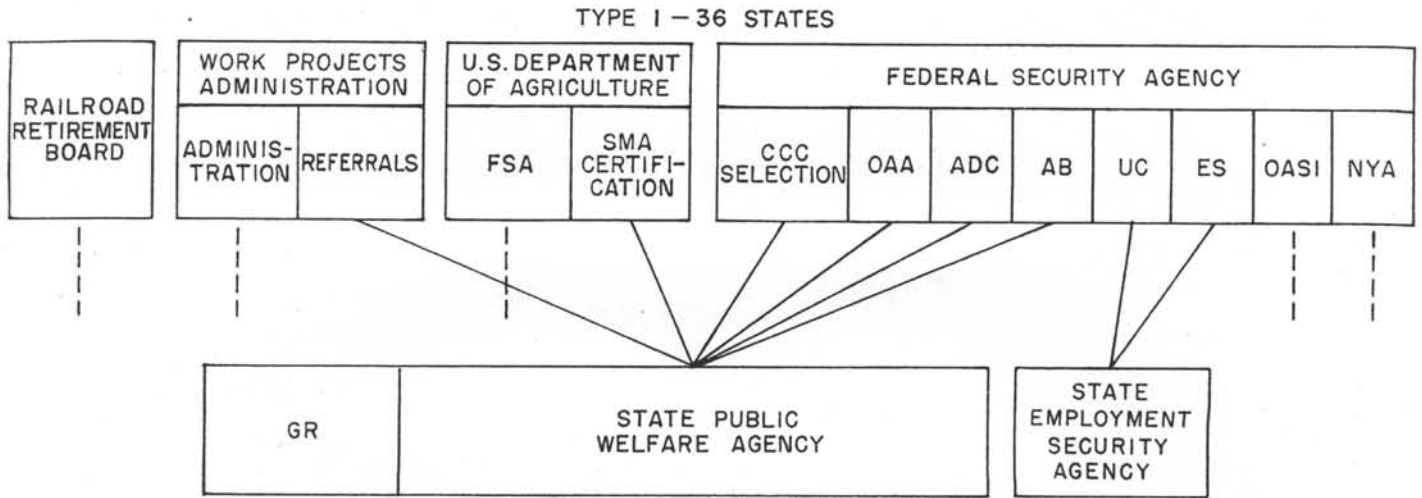 TYPE I – 36 STATES
RAILROAD
RETIREMENT
BOARD
WORK PROJECTS
ADMINISTRATION
ADMINIS-
TRATION
REFERRALS
U.S. DEPARTMENT
OF AGRICULTURE
FSA
SMA
CERTIFI-
CATION
FEDERAL SECURITY AGENCY
CCC
SELECTION
OAA
ADC
AB
UC
ES
OASI
NYA
GR
STATE PUBLIC
WELFARE AGENCY
STATE
EMPLOYMENT
SECURITY
AGENCY